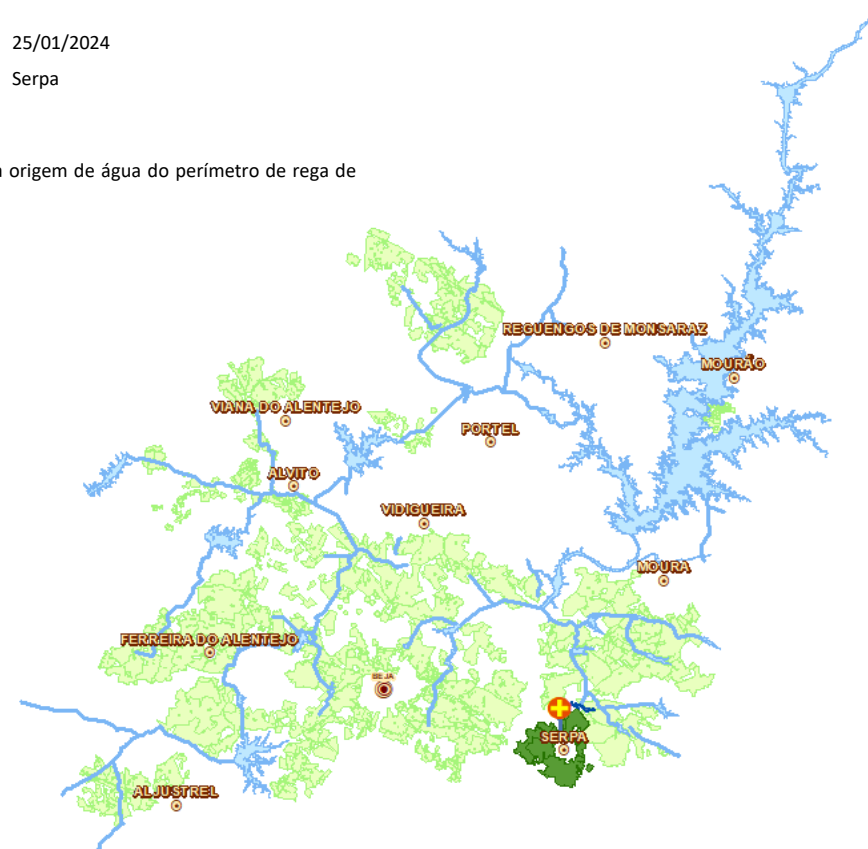 25/01/2024
Serpa
origem de água do perímetro de rega de
REGUENGOS DE MONSARAZ
MOURÃO
VIANA DO ALENTEJO
PORTEL
ALVITO
VIDIGUEIRA
MOURA
FERREIRA DO ALENTEJO
BEJA
SERPA
ALJUSTREL